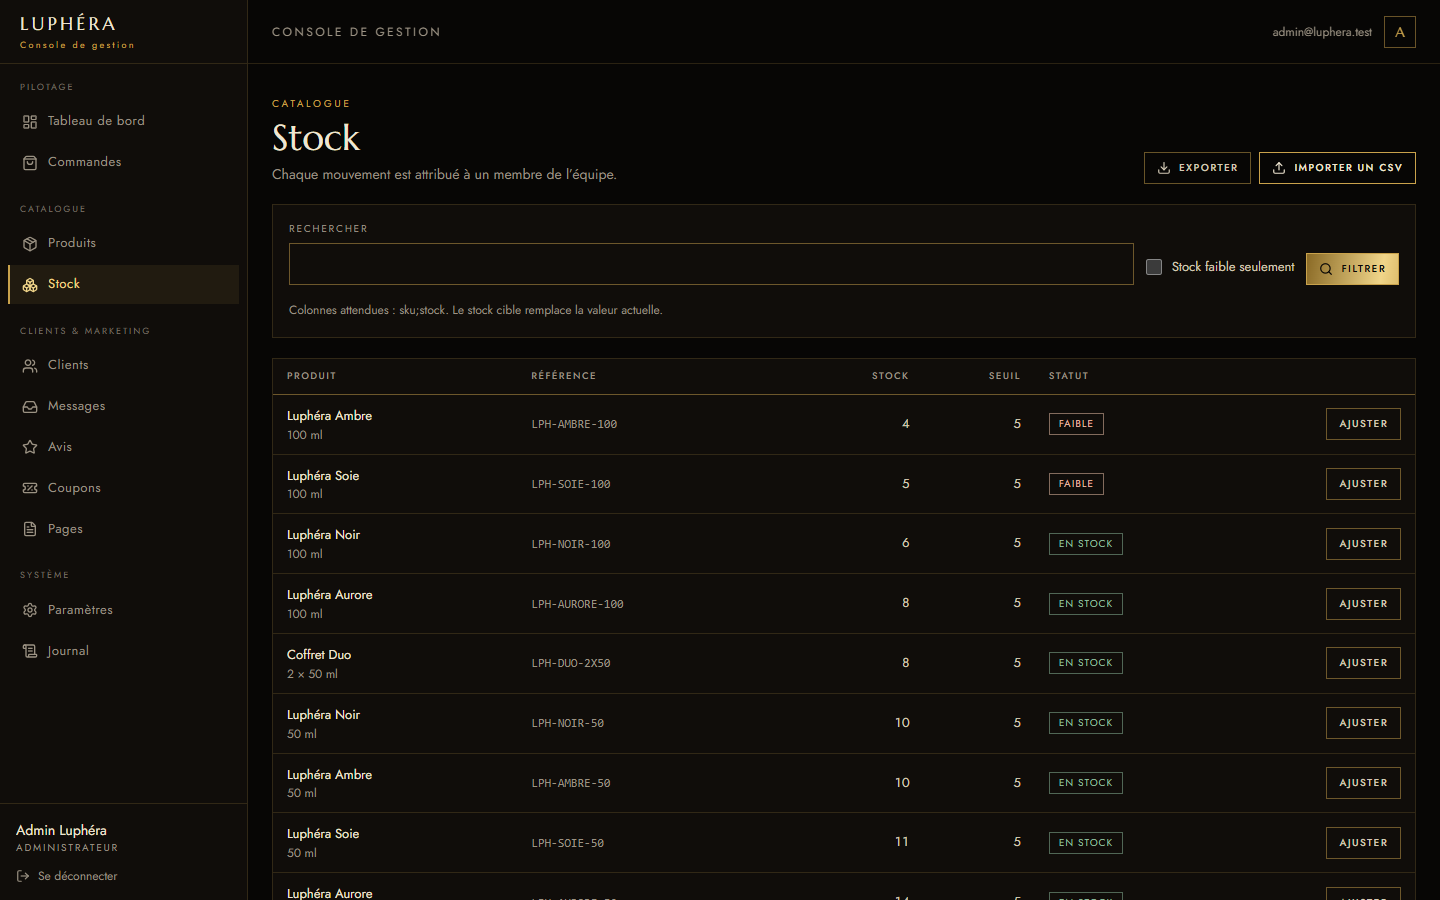 LUPHÉRA
Console de gestion
CONSOLE DE GESTION
admin@luphera.test
A
PILOTAGE
Tableau de bord
Commandes
CATALOGUE
Produits
Stock
CLIENTS & MARKETING
Clients
Messages
Avis
Coupons
Pages
SYSTÈME
Paramètres
Journal
Admin Luphéra
ADMINISTRATEUR
Se déconnecter
CATALOGUE
Stock
Chaque mouvement est attribué à un membre de l'équipe.
EXPORTER
IMPORTER UN CSV
RECHERCHER
Stock faible seulement
FILTRER
Colonnes attendues : sku;stock. Le stock cible remplace la valeur actuelle.
PRODUIT RÉFÉRENCE STOCK SEUIL STATUT
Luphéra Ambre
100 ml
LPH-AMBRE-100 4 5 FAIBLE AJUSTER
Luphéra Soie
100 ml
LPH-SOIE-100 5 5 FAIBLE AJUSTER
Luphéra Noir
100 ml
LPH-NOIR-100 6 5 EN STOCK AJUSTER
Luphéra Aurore
100 ml
LPH-AURORE-100 8 5 EN STOCK AJUSTER
Coffret Duo
2 × 50 ml
LPH-DUO-2X50 8 5 EN STOCK AJUSTER
Luphéra Noir
50 ml
LPH-NOIR-50 10 5 EN STOCK AJUSTER
Luphéra Ambre
50 ml
LPH-AMBRE-50 10 5 EN STOCK AJUSTER
Luphéra Soie
50 ml
LPH-SOIE-50 11 5 EN STOCK AJUSTER
Luphéra Aurore